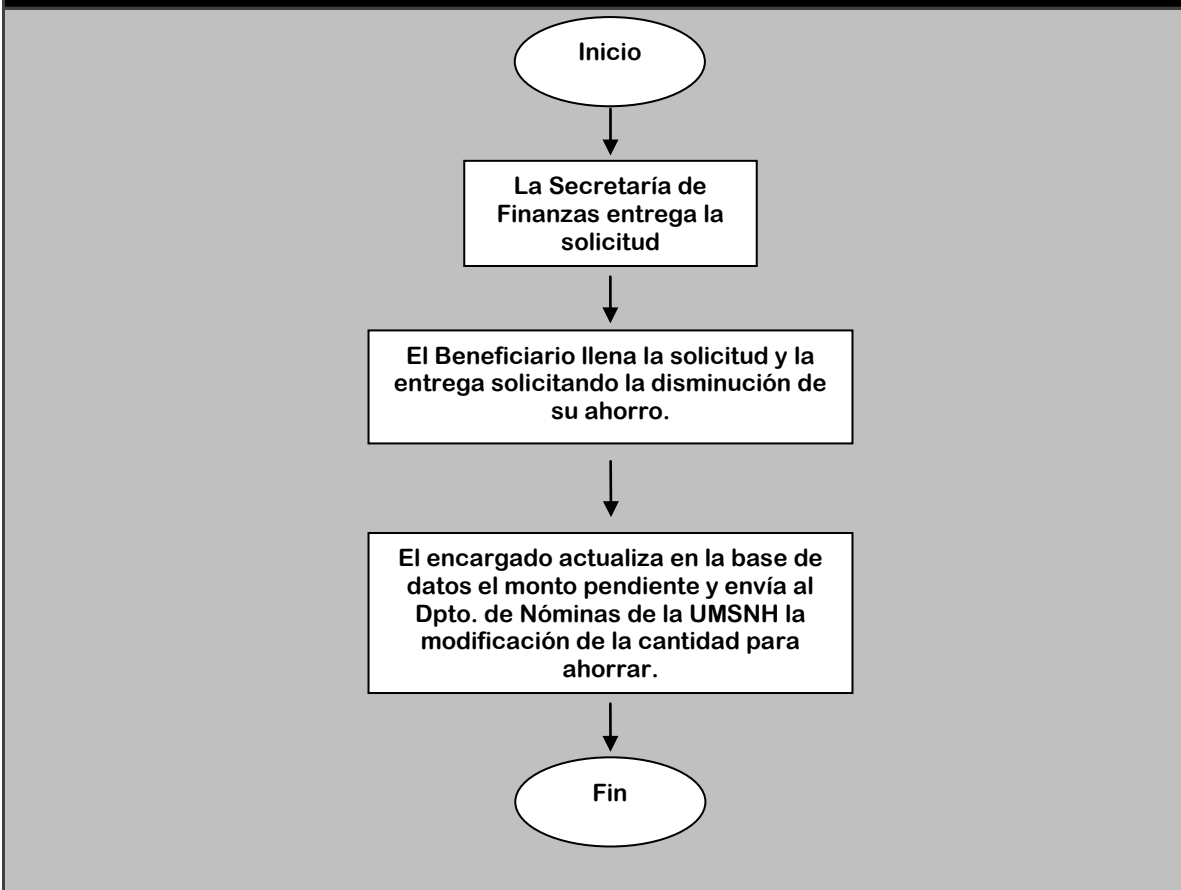 Inicio
La Secretaría de
Finanzas entrega la
solicitud
El Beneficiario llena la solicitud y la
entrega solicitando la disminución de
su ahorro.
El encargado actualiza en la base de
datos el monto pendiente y envía al
Dpto. de Nóminas de la UMSNH la
modificación de la cantidad para
ahorrar.
Fin